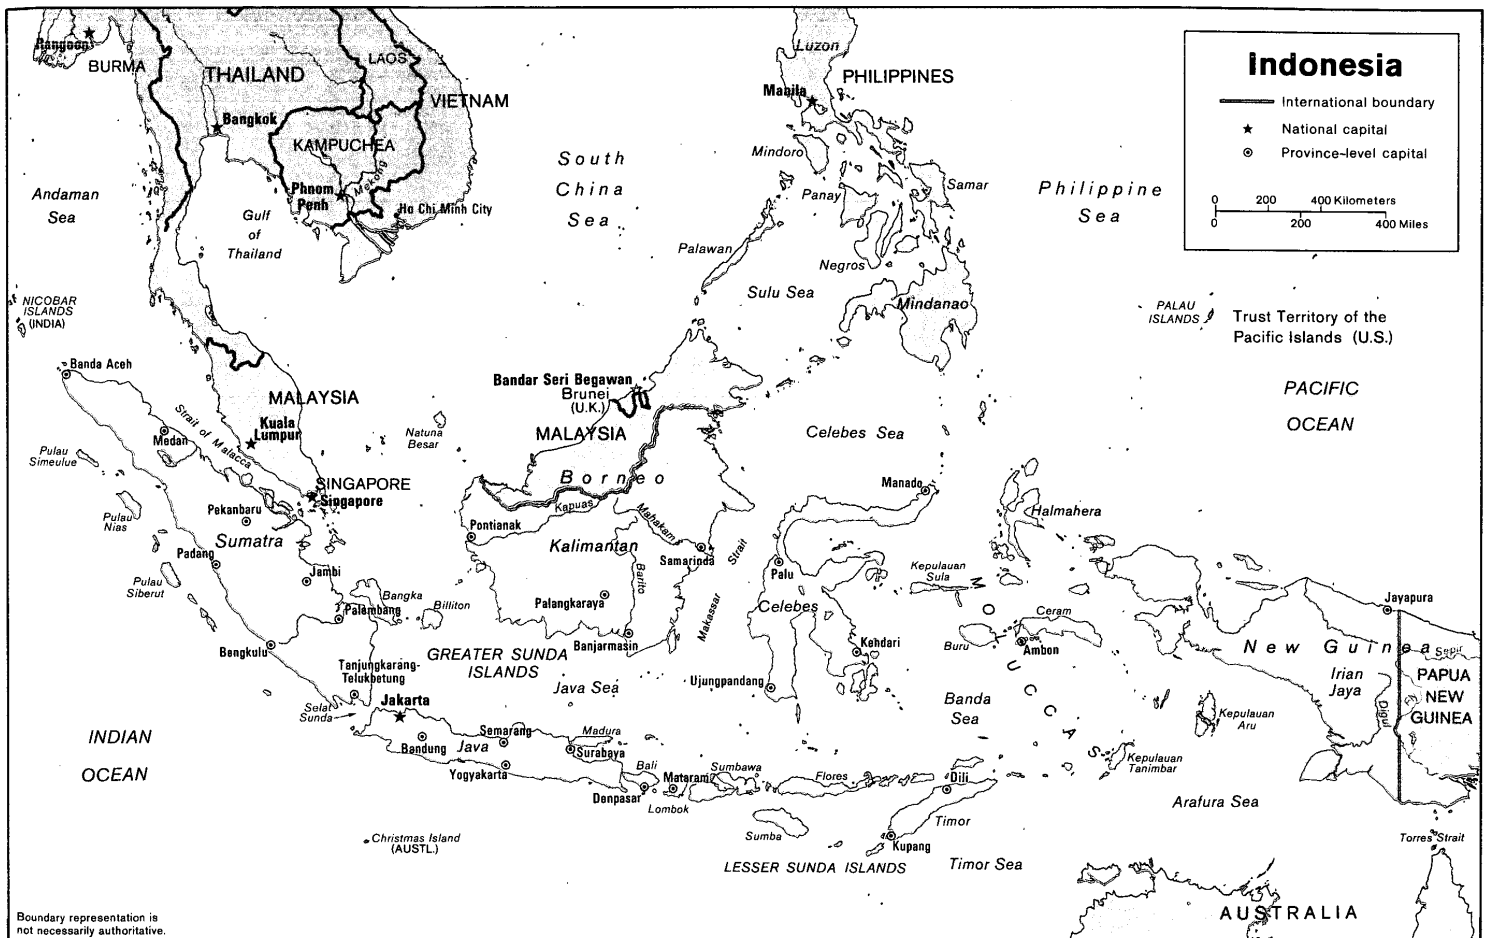 Indonesia
International boundary
National capital
Province-level capital
0 200 400 Kilometers
0 200 400 Miles
Rangoon
BURMA
THAILAND
LAOS
VIETNAM
Bangkok
KAMPUCHEA
Mekong
Phnom
Penh
Ho Chi Minh City
Andaman
Sea
Gulf
of
Thailand
South
China
Sea
Luzon
PHILIPPINES
Manila
Mindoro
Panay
Samar
Palawan
Negros
Sulu Sea
Mindanao
Philippine
Sea
NICOBAR
ISLANDS
(INDIA)
PALAU
ISLANDS
Trust Territory of the
Pacific Islands (U.S.)
PACIFIC
OCEAN
Banda Aceh
MALAYSIA
Kuala
Lumpur
Strait of Malacca
Medan
Pulau
Simeulue
Natuna
Besar
Bandar Seri Begawan
Brunei
(U.K.)
MALAYSIA
Borneo
Celebes Sea
SINGAPORE
Singapore
Pekanbaru
Sumatra
Pulau
Nias
Padang
Pulau
Siberut
Jambi
Bangka
Palembang
Billiton
Bengkulu
Pontianak
Kapuas
Mahakam
Kalimantan
Samarinda
Barito
Palangkaraya
Banjarmasin
Makassar
Strait
Manado
Palu
Celebes
Kendari
Ujungpandang
Halmahera
Kepulauan
Sula
MOLUCCAS
Ceram
Buru
Ambon
Jayapura
New Guinea
Sepik
Irian
Jaya
Digul
Fly
PAPUA
NEW
GUINEA
GREATER SUNDA
ISLANDS
Tanjungkarang-
Telukbetung
Java Sea
Selat
Sunda
Jakarta
Bandung
Java
Semarang
Yogyakarta
Madura
Surabaya
Bali
Denpasar
Mataram
Lombok
Sumbawa
Flores
Sumba
Banda
Sea
Dili
Timor
Kupang
Kepulauan
Aru
Kepulauan
Tanimbar
Arafura Sea
Torres Strait
INDIAN
OCEAN
Christmas Island
(AUSTL.)
LESSER SUNDA ISLANDS
Timor Sea
AUSTRALIA
Boundary representation is
not necessarily authoritative.